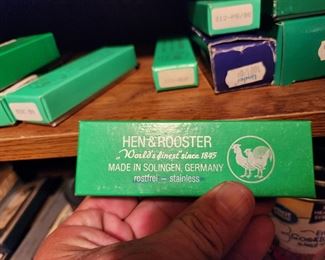 HEN & ROOSTER
„World's finest" since 1845
MADE IN SOLINGEN, GERMANY
rostfrei – stainless